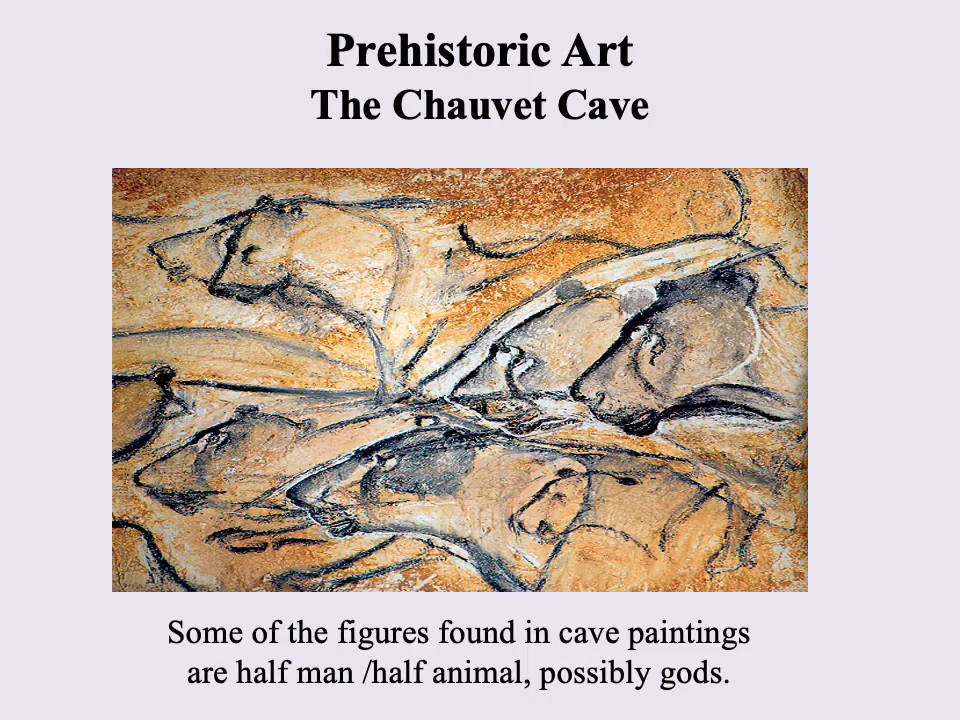 Prehistoric Art
The Chauvet Cave
Some of the figures found in cave paintings
are half man /half animal, possibly gods.